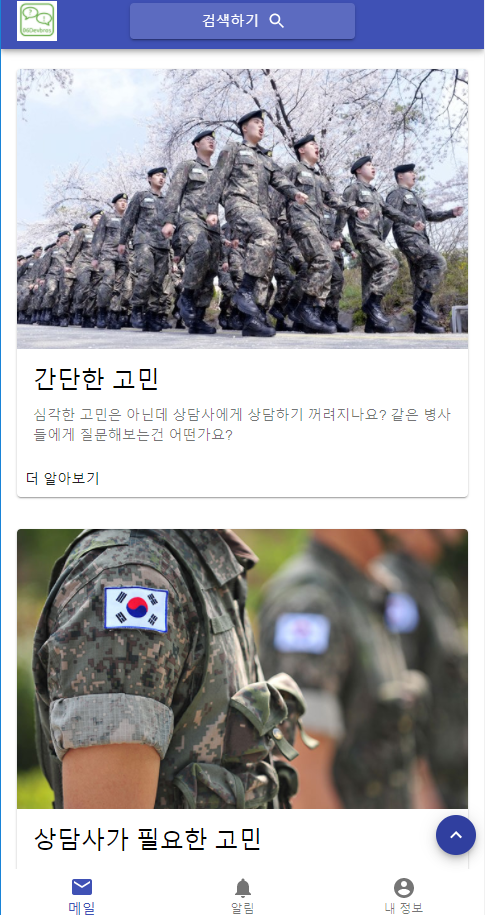 검색하기
간단한 고민
심각한 고민은 아닌데 상담사에게 상담하기 꺼려지나요? 같은 병사
들에게 질문해보는건 어떤가요?
더 알아보기
상담사가 필요한 고민
메일
알림
내 정보